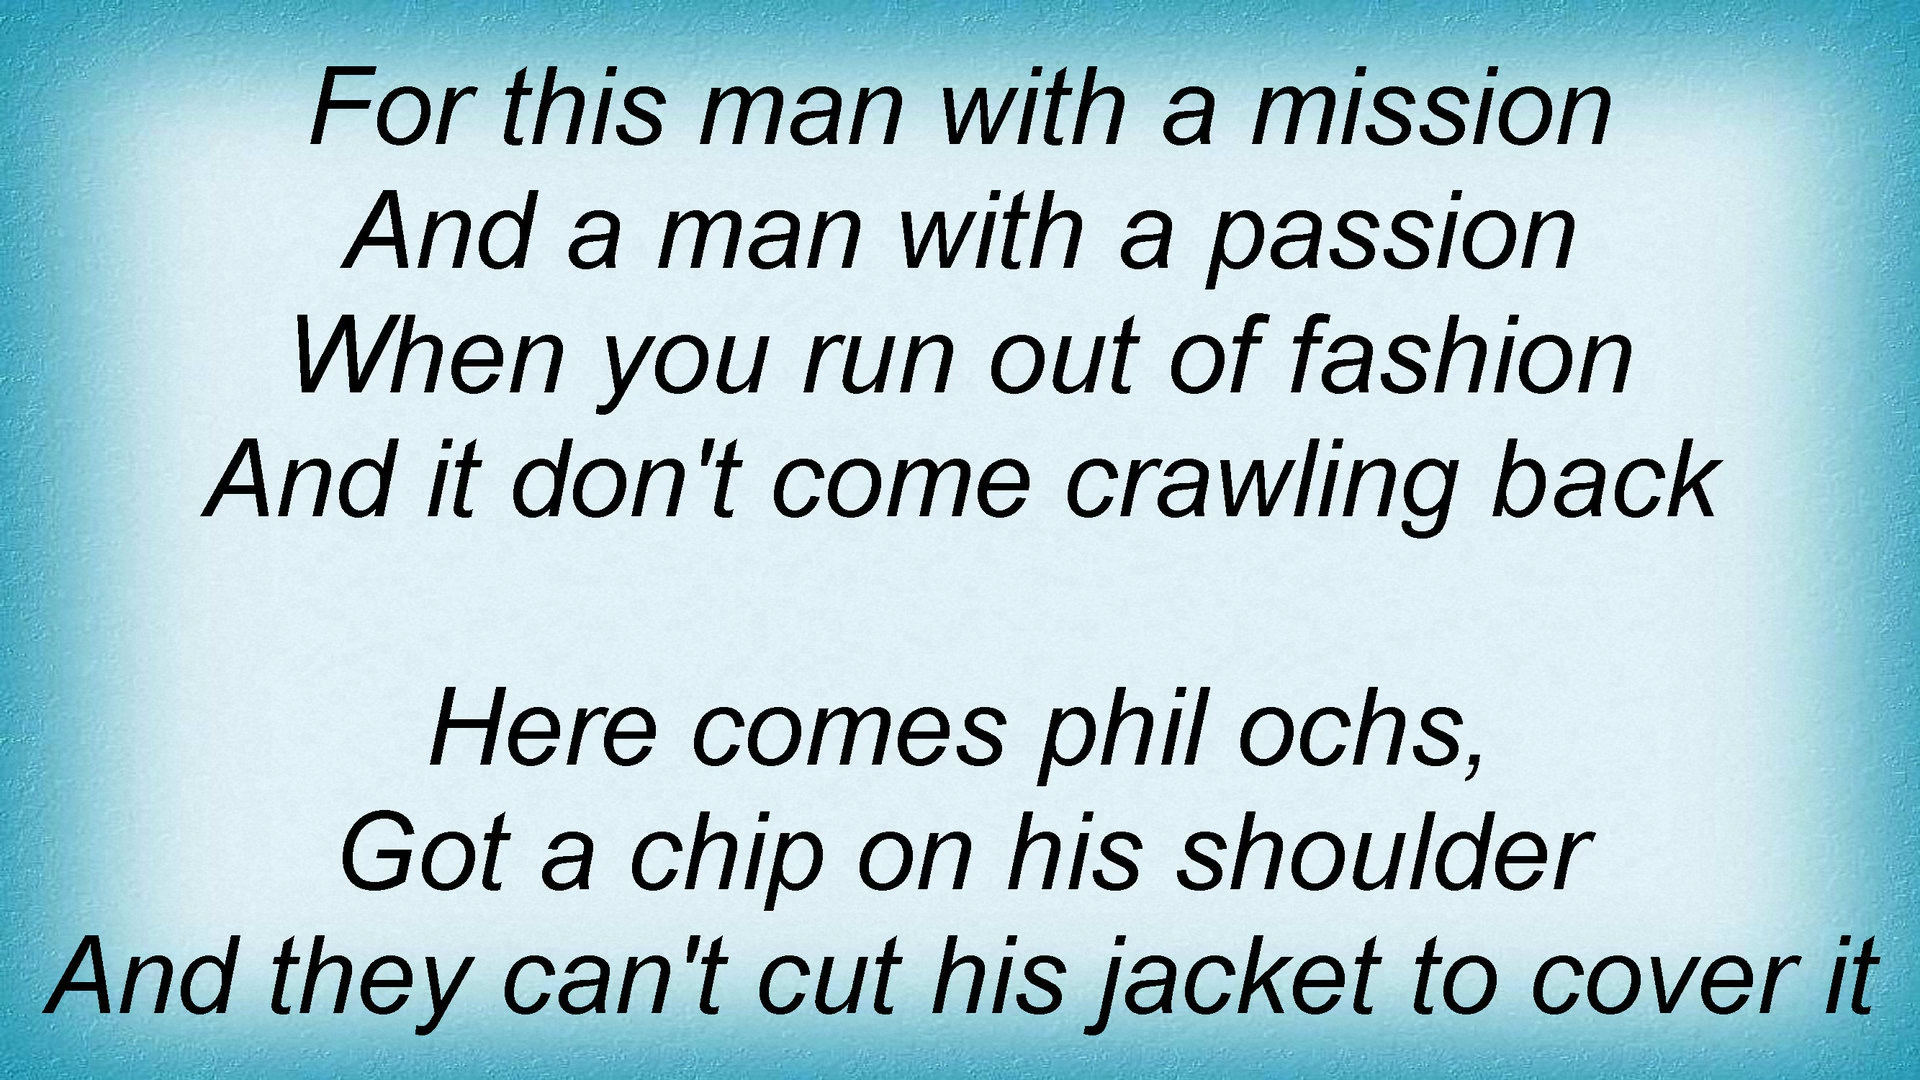 For this man with a mission
And a man with a passion
When you run out of fashion
And it don't come crawling back
Here comes phil ochs,
Got a chip on his shoulder
And they can't cut his jacket to cover it